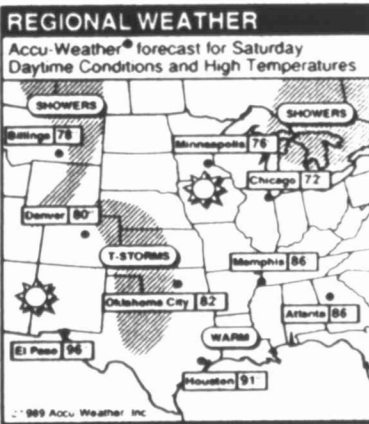 REGIONAL WEATHER
Accu-Weather® forecast for Saturday
Daytime Conditions and High Temperatures
SHOWERS
SHOWERS
Billings 78
Minneapolis 76
Chicago 72
Denver 80
T-STORMS
Memphis 86
Oklahoma City 82
Atlanta 86
WARM
El Paso 96
Houston 91
1989 Accu Weather Inc